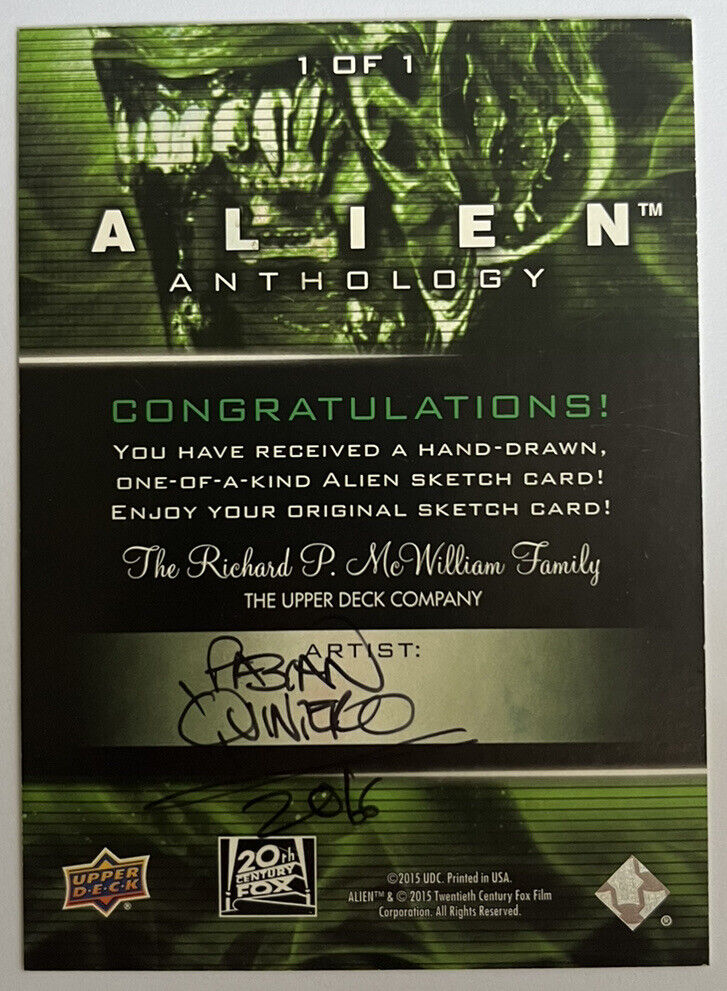 1 OF 1
ALIEN™
ANTHOLOGY
CONGRATULATIONS!
YOU HAVE RECEIVED A HAND-DRAWN,
ONE-OF-A-KIND ALIEN SKETCH CARD!
ENJOY YOUR ORIGINAL SKETCH CARD!
The Richard P. McWilliam Family
THE UPPER DECK COMPANY
ARTIST:
FABIAN
QUINTERO
2016
UPPER
D·E·C·K
®
20th
CENTURY
FOX
©2015 UDC. Printed in USA.
ALIEN™ & © 2015 Twentieth Century Fox Film
Corporation. All Rights Reserved.
®